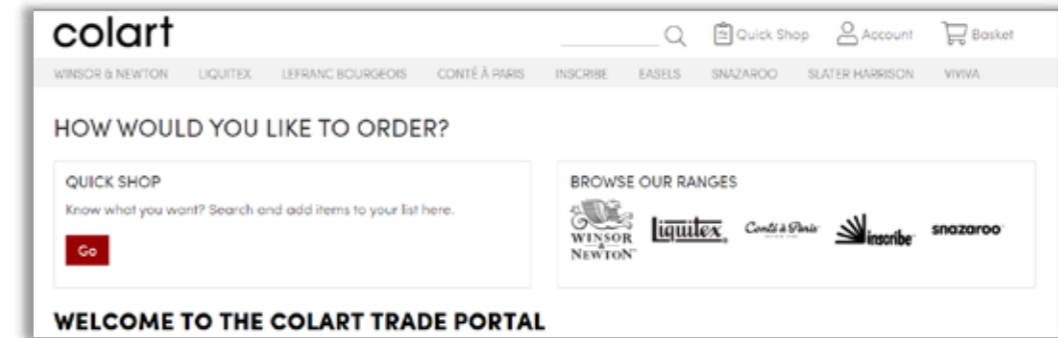 colart
Quick Shop Account Basket
WINSOR & NEWTON LIQUITEX LEFRANC BOURGEOIS CONTÉ À PARIS INSCRIBE EASELS SNAZAROO SLATER HARRISON VIVIVA
HOW WOULD YOU LIKE TO ORDER?
QUICK SHOP
Know what you want? Search and add items to your list here.
Go
BROWSE OUR RANGES
WINSOR
&
NEWTON
Liquitex
Conté à Paris
inscribe
snazaroo
WELCOME TO THE COLART TRADE PORTAL